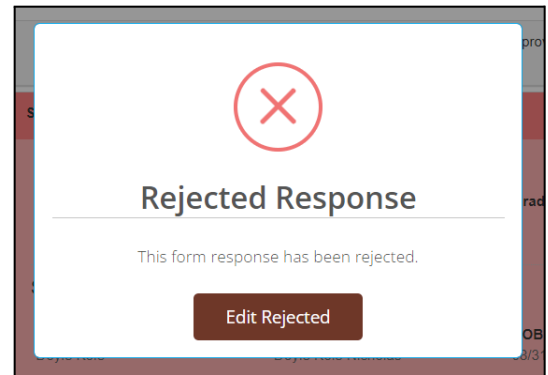 Rejected Response
This form response has been rejected.
Edit Rejected